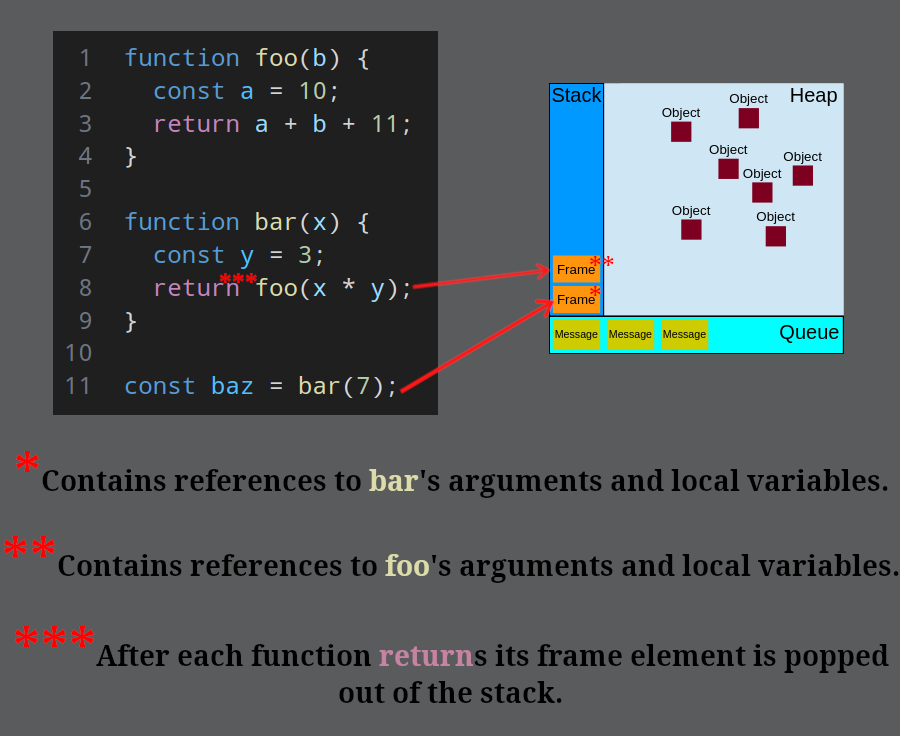 1 function foo(b) {
2 const a = 10;
3 return a + b + 11;
4 }
5
6 function bar(x) {
7 const y = 3;
8 return*** foo(x * y);
9 }
10
11 const baz = bar(7);
Stack
Heap
Object
Object
Object
Object
Object
Object
Object
Frame**
Frame*
Message Message Message
Queue
*Contains references to bar's arguments and local variables.
**Contains references to foo's arguments and local variables.
***After each function returns its frame element is popped
out of the stack.